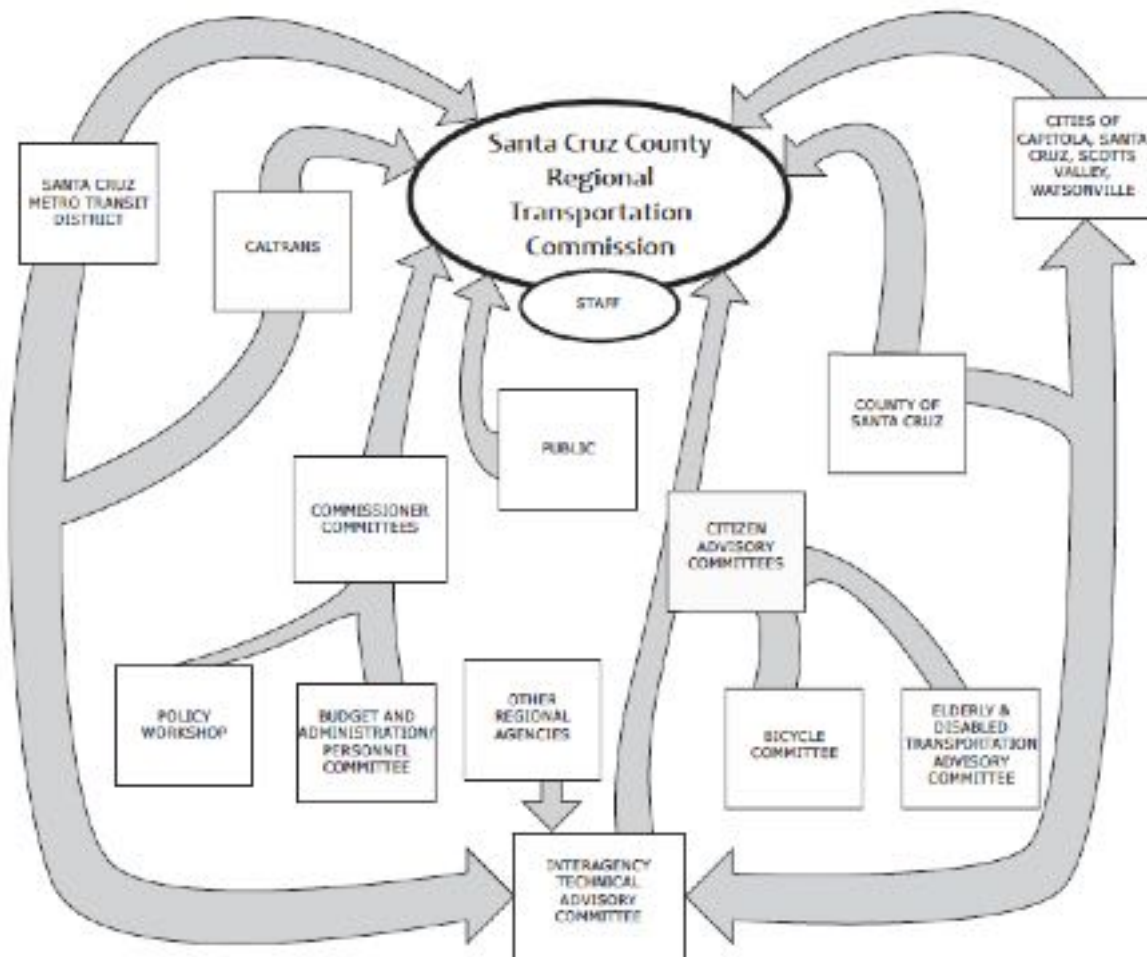 Santa Cruz County
Regional
Transportation
Commission
STAFF
SANTA CRUZ
METRO TRANSIT
DISTRICT
CALTRANS
CITIES OF
CAPITOLA, SANTA
CRUZ, SCOTTS
VALLEY,
WATSONVILLE
COUNTY OF
SANTA CRUZ
PUBLIC
COMMISSIONER
COMMITTEES
CITIZEN
ADVISORY
COMMITTEES
POLICY
WORKSHOP
BUDGET AND
ADMINISTRATION/
PERSONNEL
COMMITTEE
OTHER
REGIONAL
AGENCIES
BICYCLE
COMMITTEE
ELDERLY &
DISABLED
TRANSPORTATION
ADVISORY
COMMITTEE
INTERAGENCY
TECHNICAL
ADVISORY
COMMITTEE